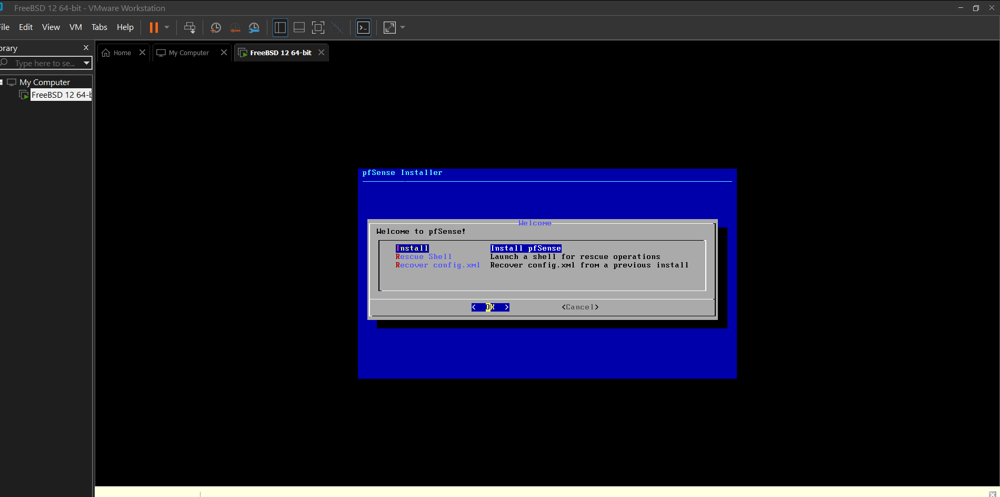 FreeBSD 12 64-bit - VMware Workstation
ile Edit View VM Tabs Help
orary
Home My Computer FreeBSD 12 64-bit
Type here to se...
My Computer
FreeBSD 12 64-b
pfSense Installer
Welcome
Welcome to pfSense!
Install Install pfSense
Rescue Shell Launch a shell for rescue operations
Recover config.xml Recover config.xml from a previous install
< OK > <Cancel>